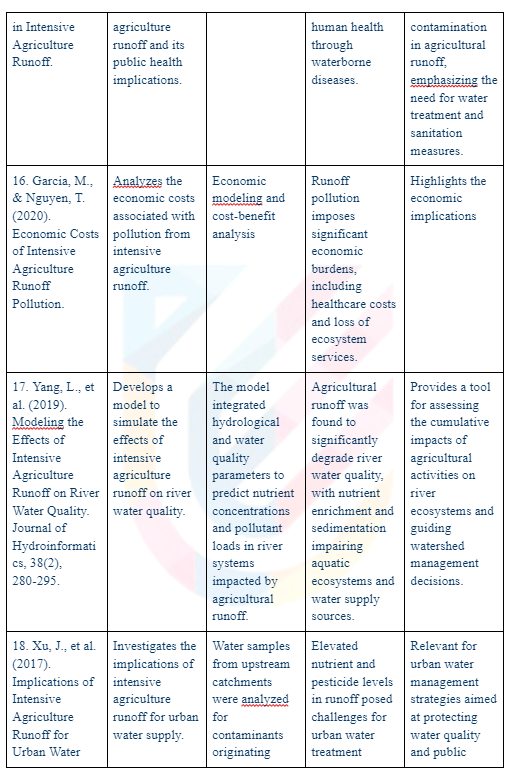 in Intensive
Agriculture
Runoff.
agriculture
runoff and its
public health
implications.
human health
through
waterborne
diseases.
contamination
in agricultural
runoff,
emphasizing the
need for water
treatment and
sanitation
measures.
16. Garcia, M.,
& Nguyen, T.
(2020).
Economic Costs
of Intensive
Agriculture
Runoff
Pollution.
Analyzes the
economic costs
associated with
pollution from
intensive
agriculture
runoff.
Economic
modeling and
cost-benefit
analysis
Runoff
pollution
imposes
significant
economic
burdens,
including
healthcare costs
and loss of
ecosystem
services.
Highlights the
economic
implications
17. Yang, L., et
al. (2019).
Modeling the
Effects of
Intensive
Agriculture
Runoff on River
Water Quality.
Journal of
Hydroinformati
cs, 38(2),
280-295.
Develops a
model to
simulate the
effects of
intensive
agriculture
runoff on river
water quality.
The model
integrated
hydrological
and water
quality
parameters to
predict nutrient
concentrations
and pollutant
loads in river
systems
impacted by
agricultural
runoff.
Agricultural
runoff was
found to
significantly
degrade river
water quality,
with nutrient
enrichment and
sedimentation
impairing
aquatic
ecosystems and
water supply
sources.
Provides a tool
for assessing
the cumulative
impacts of
agricultural
activities on
river
ecosystems and
guiding
watershed
management
decisions.
18. Xu, J., et al.
(2017).
Implications of
Intensive
Agriculture
Runoff for
Urban Water
Investigates the
implications of
intensive
agriculture
runoff for urban
water supply.
Water samples
from upstream
catchments
were analyzed
for
contaminants
originating
Elevated
nutrient and
pesticide levels
in runoff posed
challenges for
urban water
treatment
Relevant for
urban water
management
strategies aimed
at protecting
water quality
and public